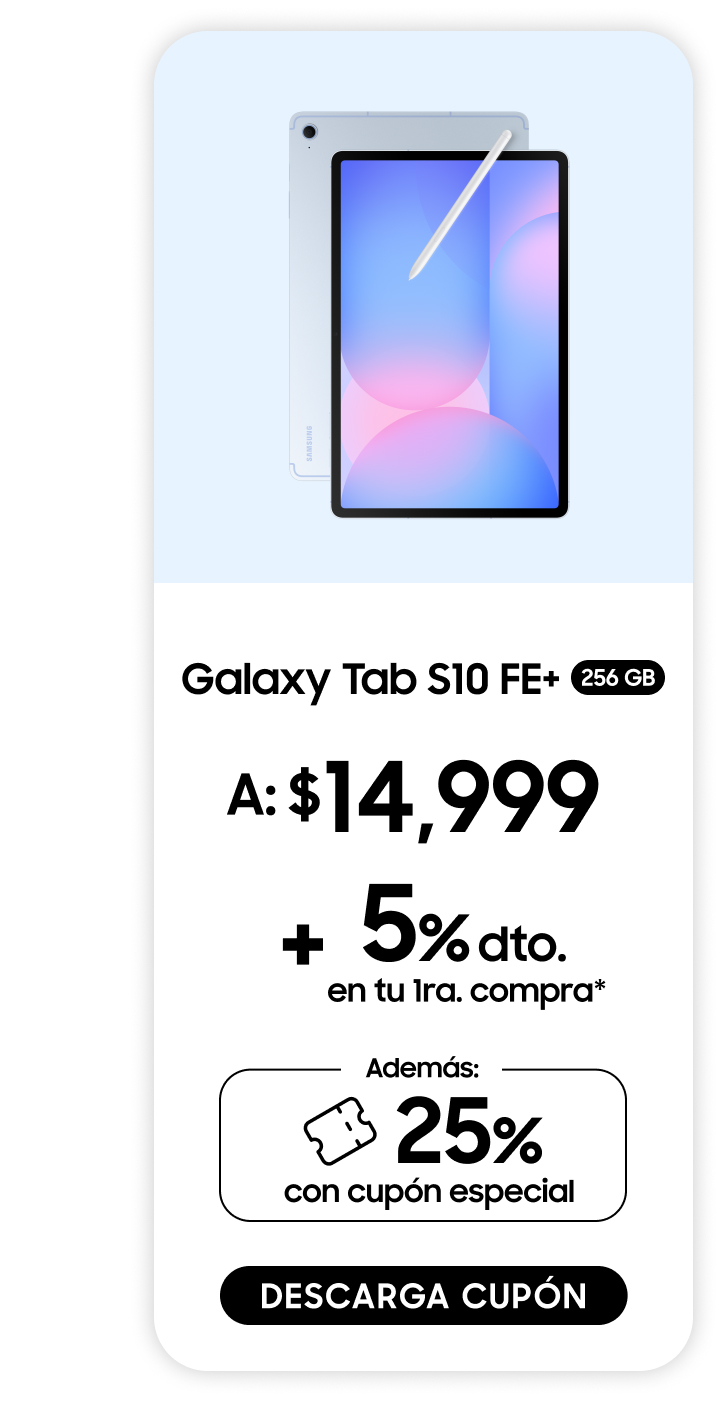 SAMSUNG
Galaxy Tab S10 FE+ 256 GB
A: $14,999
+ 5% dto.
en tu 1ra. compra*
Además:
25%
con cupón especial
DESCARGA CUPÓN